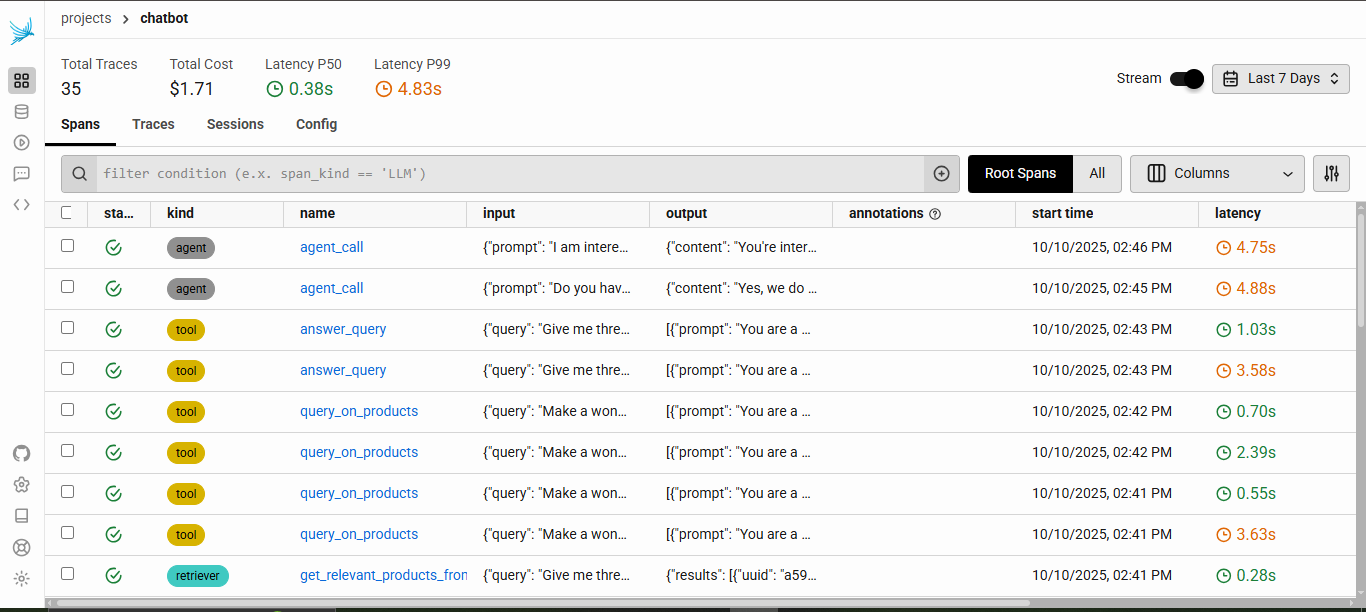 projects > chatbot
Total Traces Total Cost Latency P50 Latency P99
35 $1.71 0.38s 4.83s
Stream Last 7 Days
Spans Traces Sessions Config
filter condition (e.x. span_kind == 'LLM') Root Spans All Columns
sta... kind name input output annotations start time latency
agent agent_call {"prompt": "I am intere... {"content": "You're inter... 10/10/2025, 02:46 PM 4.75s
agent agent_call {"prompt": "Do you hav... {"content": "Yes, we do ... 10/10/2025, 02:45 PM 4.88s
tool answer_query {"query": "Give me thre... [{"prompt": "You are a ... 10/10/2025, 02:43 PM 1.03s
tool answer_query {"query": "Give me thre... [{"prompt": "You are a ... 10/10/2025, 02:43 PM 3.58s
tool query_on_products {"query": "Make a won... [{"prompt": "You are a ... 10/10/2025, 02:42 PM 0.70s
tool query_on_products {"query": "Make a won... [{"prompt": "You are a ... 10/10/2025, 02:42 PM 2.39s
tool query_on_products {"query": "Make a won... [{"prompt": "You are a ... 10/10/2025, 02:41 PM 0.55s
tool query_on_products {"query": "Make a won... [{"prompt": "You are a ... 10/10/2025, 02:41 PM 3.63s
retriever get_relevant_products_fron {"query": "Give me thre... {"results": [{"uuid": "a59... 10/10/2025, 02:41 PM 0.28s